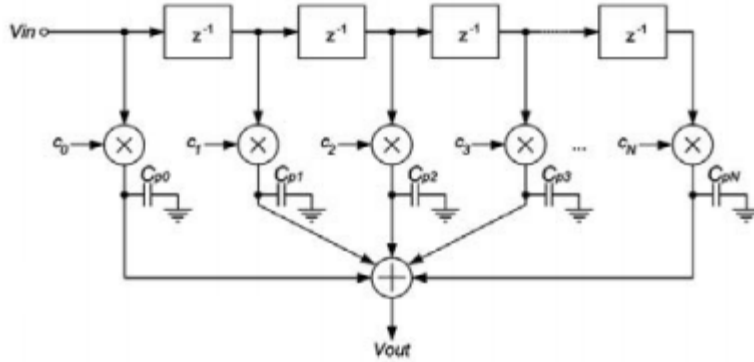 Vin
z⁻¹ z⁻¹ z⁻¹ z⁻¹
c₀ c₁ c₂ c₃ ... c_N
C_p0 C_p1 C_p2 C_p3 C_pN
Vout